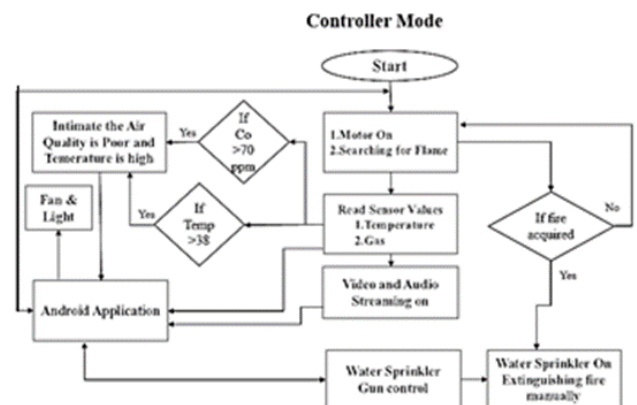 Controller Mode
Start
1.Motor On
2.Searching for Flame
If
Co
>70
ppm
Yes
Intimate the Air
Quality is Poor and
Temerature is high
Fan &
Light
Yes
If
Temp
>38
Read Sensor Values
1.Temperature
2.Gas
If fire
acquired
No
Yes
Video and Audio
Streaming on
Android Application
Water Sprinkler
Gun control
Water Sprinkler On
Extinguishing fire
manually